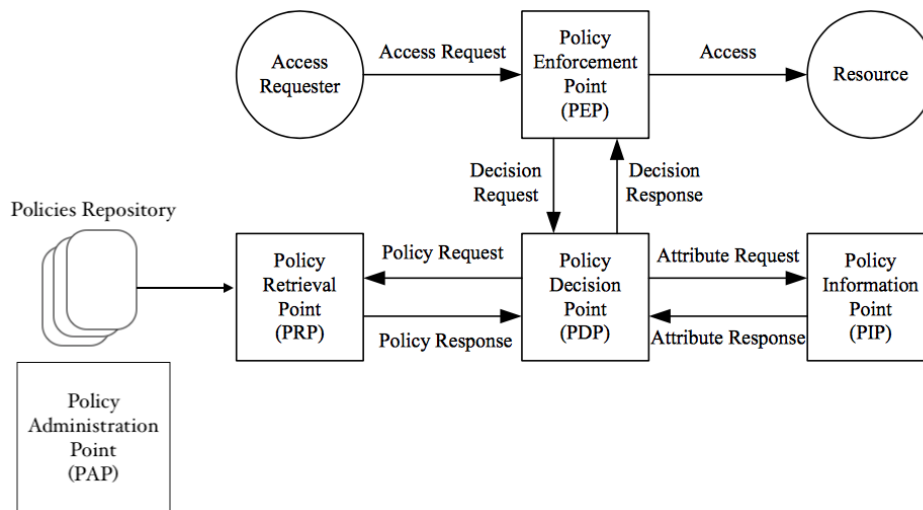 Access
Requester
Access Request
Policy
Enforcement
Point
(PEP)
Access
Resource
Decision
Request
Decision
Response
Policies Repository
Policy
Retrieval
Point
(PRP)
Policy Request
Policy Response
Policy
Decision
Point
(PDP)
Attribute Request
Attribute Response
Policy
Information
Point
(PIP)
Policy
Administration
Point
(PAP)